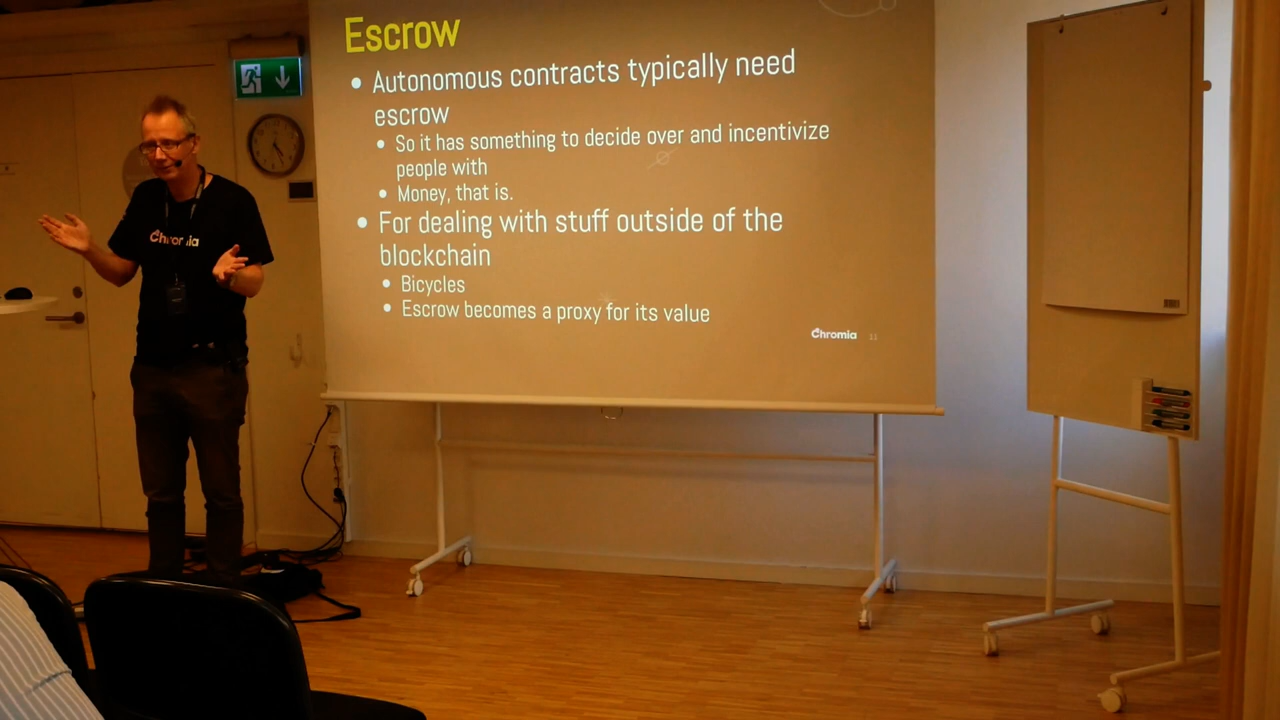 Escrow
• Autonomous contracts typically need
escrow
• So it has something to decide over and incentivize
people with
• Money, that is.
• For dealing with stuff outside of the
blockchain
• Bicycles
• Escrow becomes a proxy for its value
Chromia
Chromia